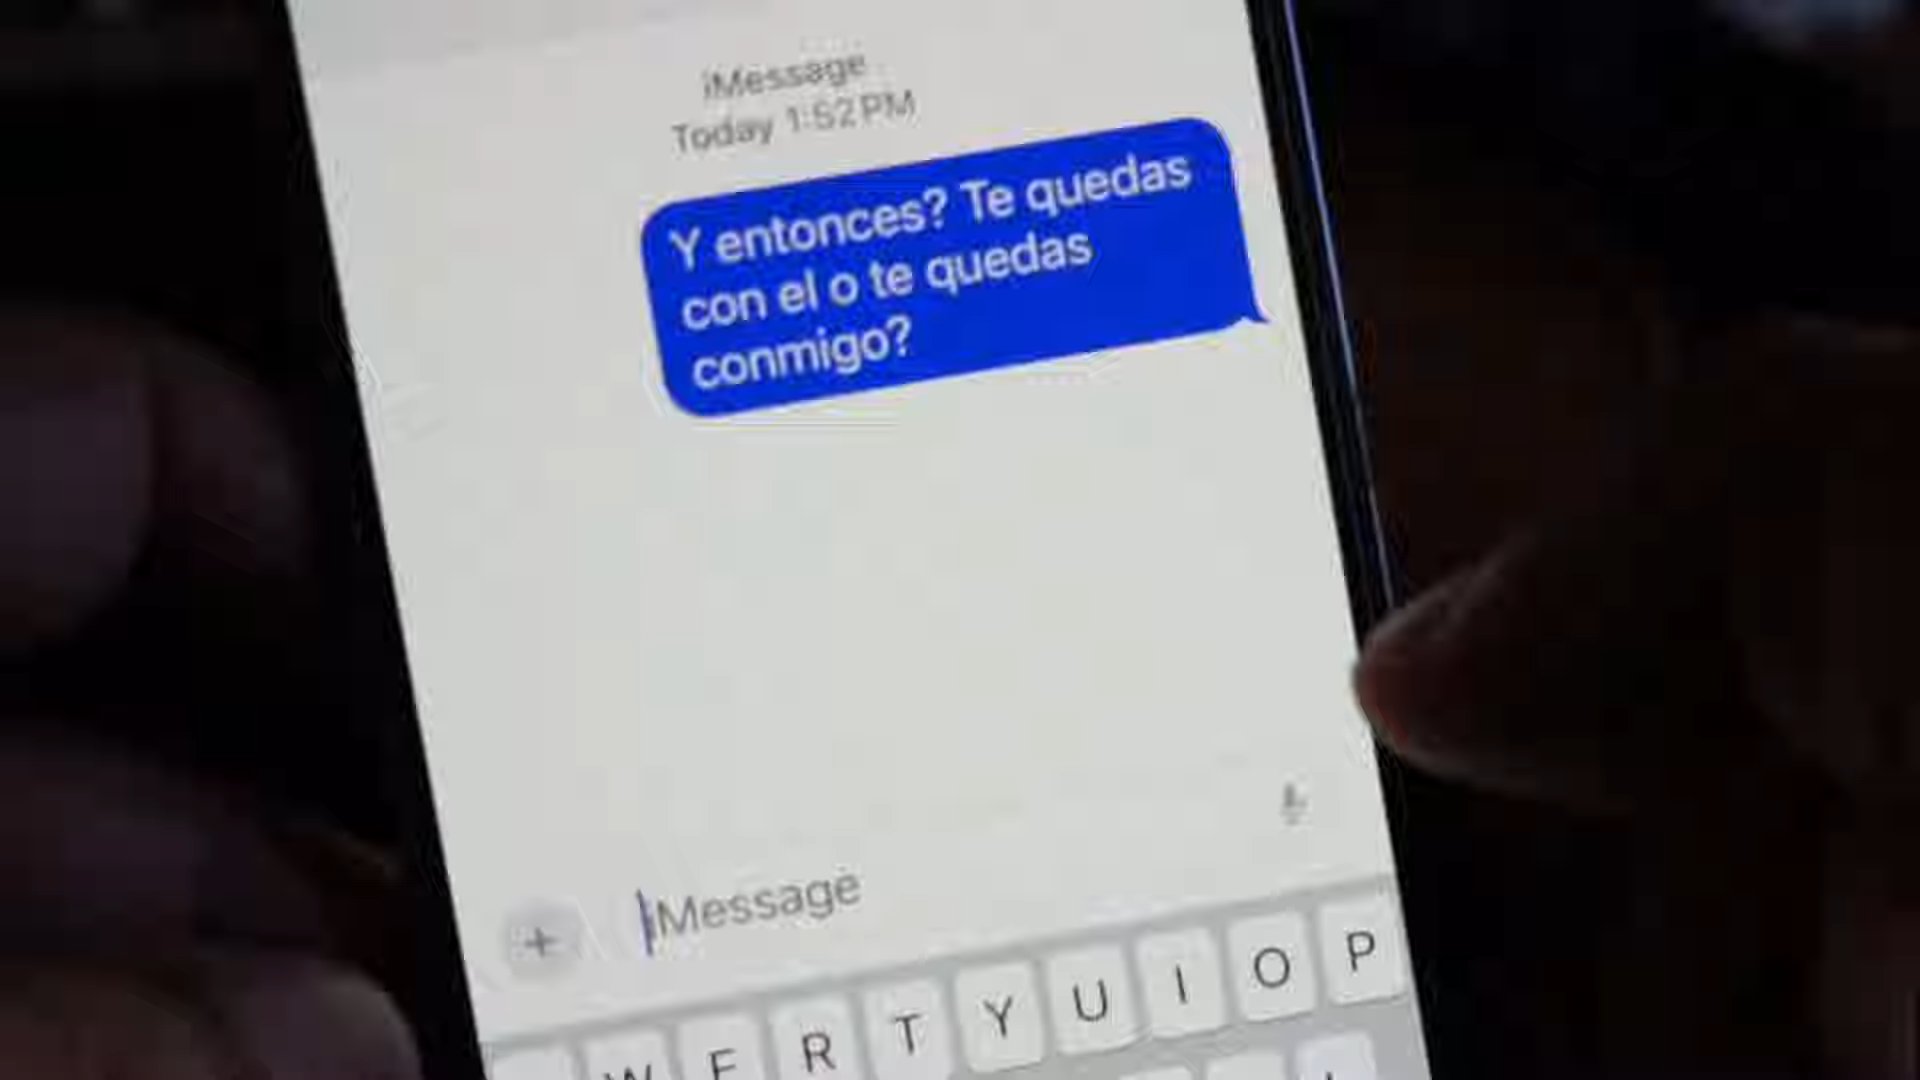 iMessage
Today 1:52 PM
Y entonces? Te quedas
con el o te quedas
conmigo?
iMessage
W E R T Y U I O P